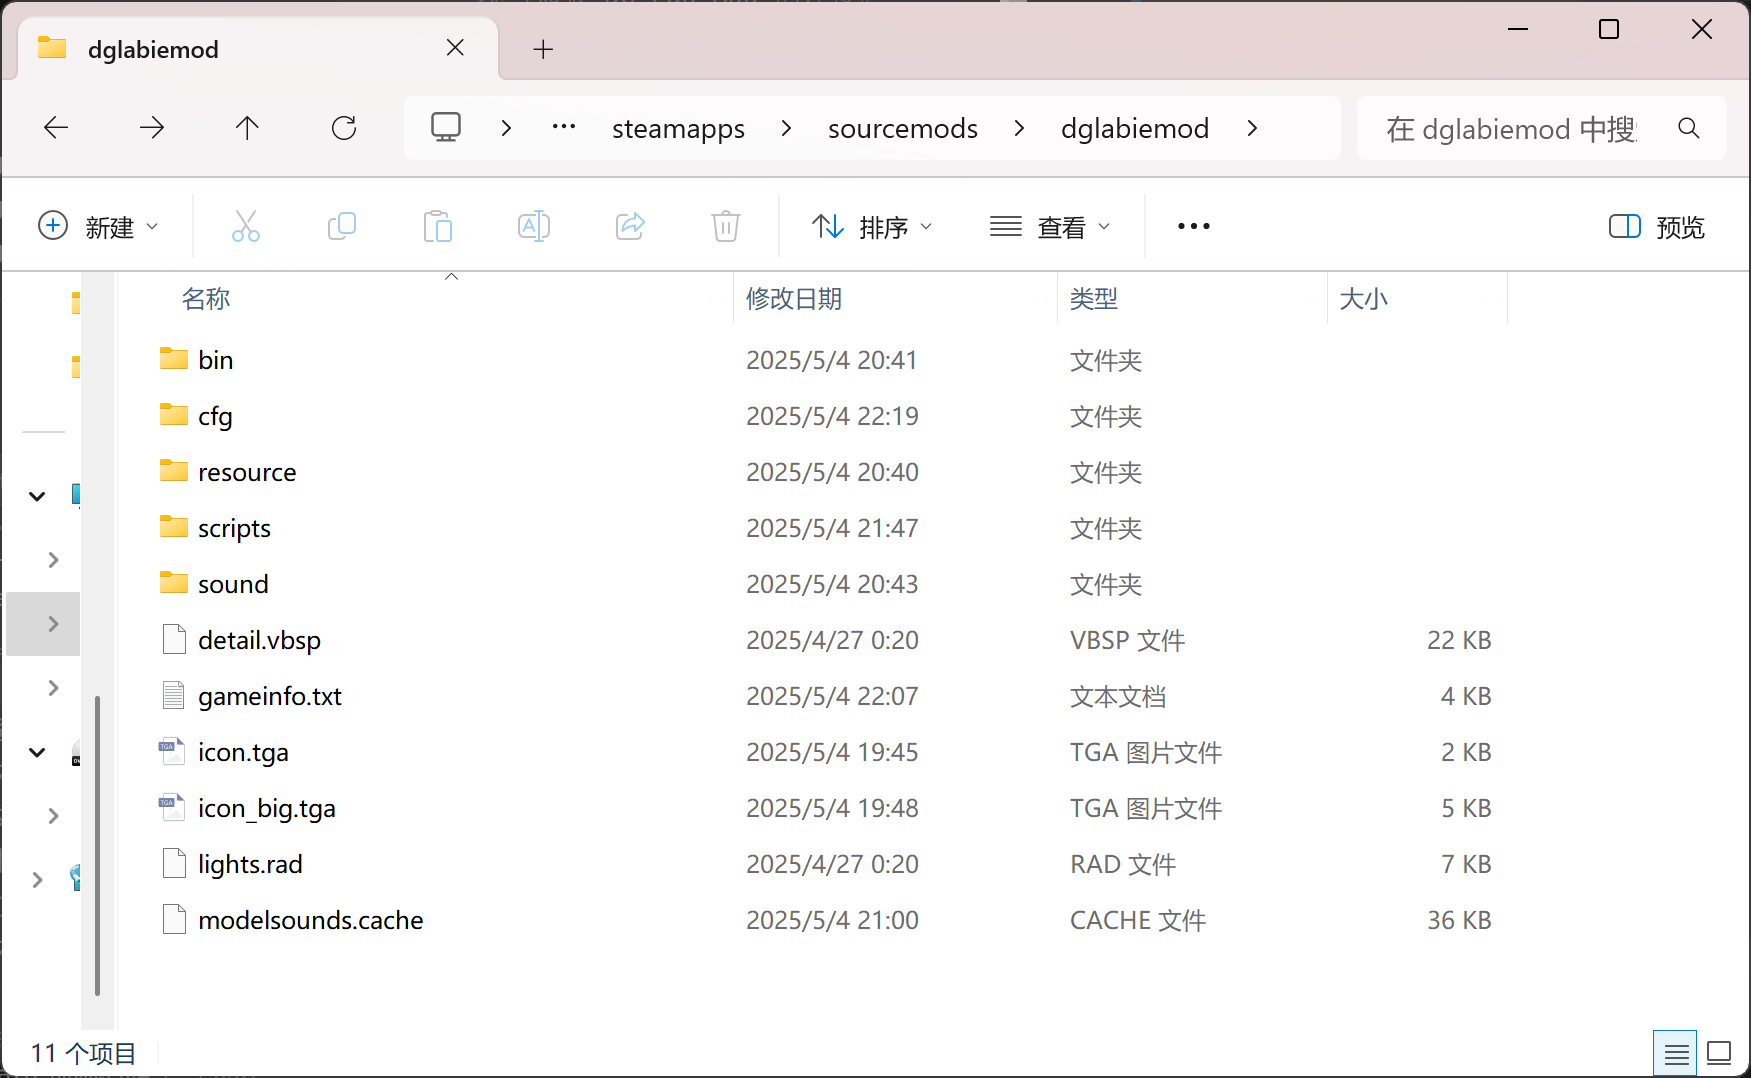 dglabiemod
steamapps sourcemods dglabiemod 在 dglabiemod 中搜
新建 排序 查看 预览
名称 修改日期 类型 大小
bin 2025/5/4 20:41 文件夹
cfg 2025/5/4 22:19 文件夹
resource 2025/5/4 20:40 文件夹
scripts 2025/5/4 21:47 文件夹
sound 2025/5/4 20:43 文件夹
detail.vbsp 2025/4/27 0:20 VBSP 文件 22 KB
gameinfo.txt 2025/5/4 22:07 文本文档 4 KB
icon.tga 2025/5/4 19:45 TGA 图片文件 2 KB
icon_big.tga 2025/5/4 19:48 TGA 图片文件 5 KB
lights.rad 2025/4/27 0:20 RAD 文件 7 KB
modelsounds.cache 2025/5/4 21:00 CACHE 文件 36 KB
11 个项目